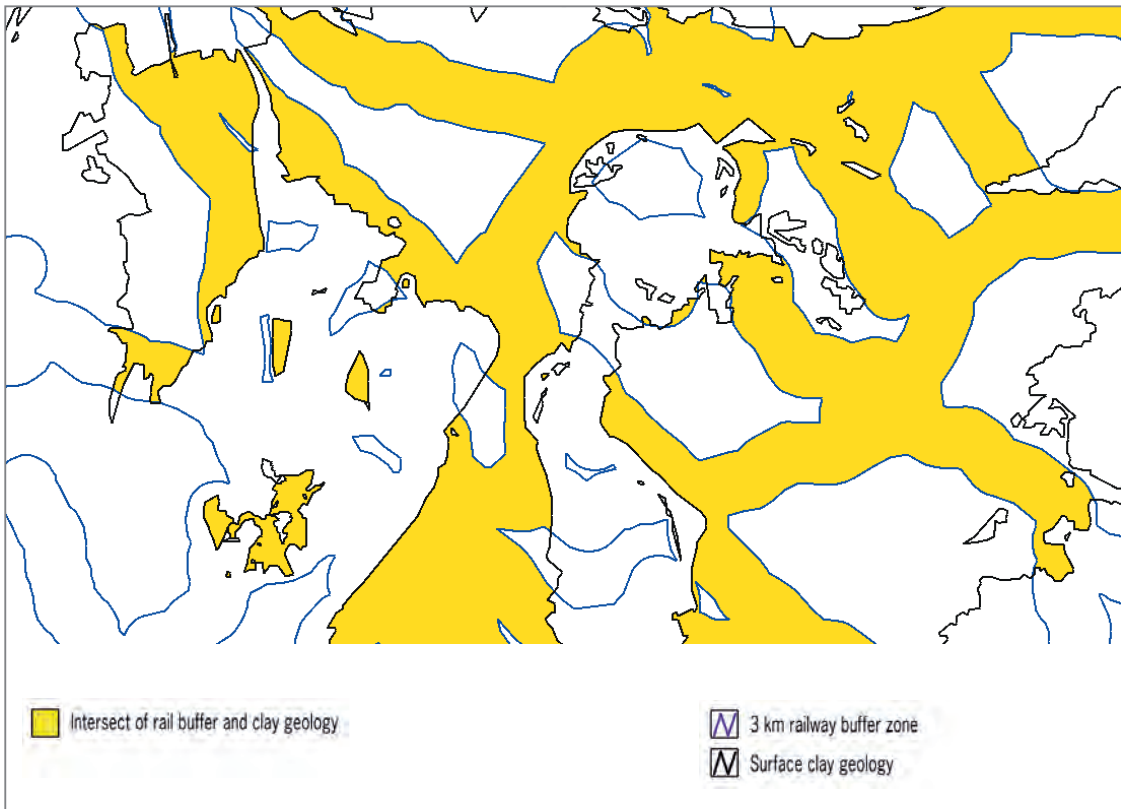 Intersect of rail buffer and clay geology
3 km railway buffer zone
Surface clay geology